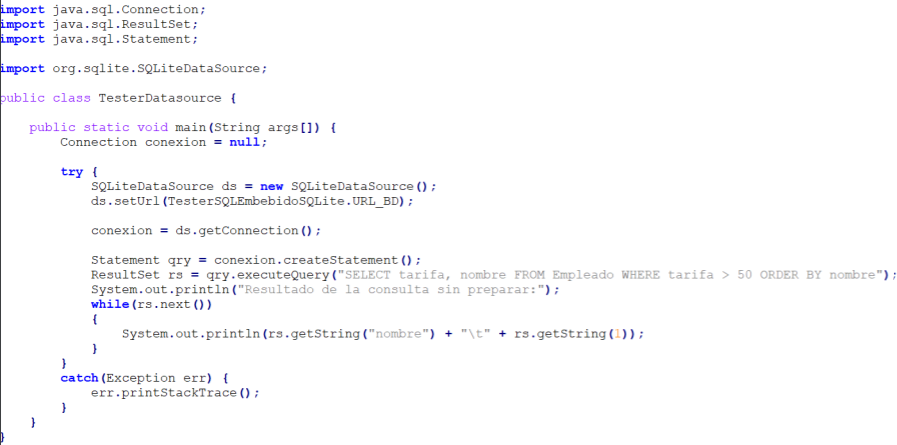 import java.sql.Connection;
import java.sql.ResultSet;
import java.sql.Statement;
import org.sqlite.SQLiteDataSource;
public class TesterDatasource {
public static void main(String args[]) {
Connection conexion = null;
try {
SQLiteDataSource ds = new SQLiteDataSource();
ds.setUrl(TesterSQLEmbebidoSQLite.URL_BD);
conexion = ds.getConnection();
Statement qry = conexion.createStatement();
ResultSet rs = qry.executeQuery("SELECT tarifa, nombre FROM Empleado WHERE tarifa > 50 ORDER BY nombre");
System.out.println("Resultado de la consulta sin preparar:");
while(rs.next())
{
System.out.println(rs.getString("nombre") + "\t" + rs.getString(1));
}
}
catch(Exception err) {
err.printStackTrace();
}
}
}